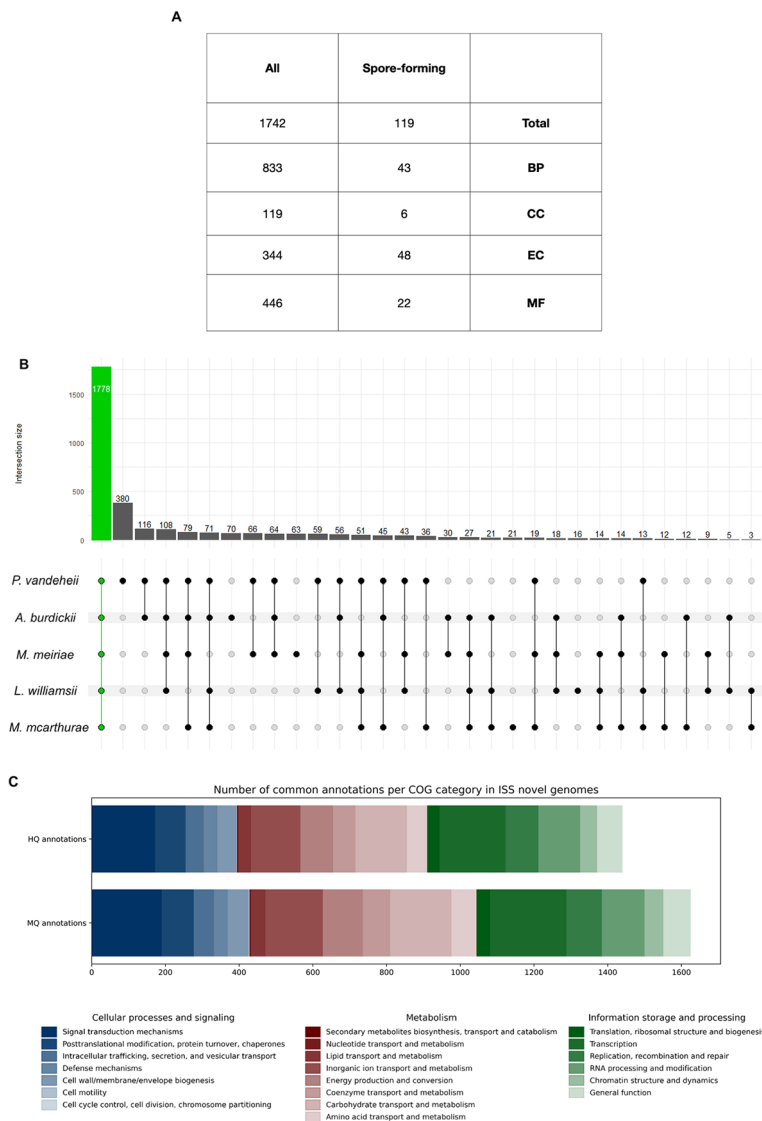 A
All Spore-forming
1742 119 Total
833 43 BP
119 6 CC
344 48 EC
446 22 MF
B
Intersection size
1500
1000
500
0
1778 380 116 108 79 71 70 66 64 63 59 56 51 45 43 36 30 27 21 21 19 18 16 14 14 13 12 12 9 5 3
P. vandeheii
A. burdickii
M. meiriae
L. williamsii
M. mcarthurae
C
Number of common annotations per COG category in ISS novel genomes
HQ annotations
MQ annotations
0 200 400 600 800 1000 1200 1400 1600
Cellular processes and signaling
Signal transduction mechanisms
Posttranslational modification, protein turnover, chaperones
Intracellular trafficking, secretion, and vesicular transport
Defense mechanisms
Cell wall/membrane/envelope biogenesis
Cell motility
Cell cycle control, cell division, chromosome partitioning
Metabolism
Secondary metabolites biosynthesis, transport and catabolism
Nucleotide transport and metabolism
Lipid transport and metabolism
Inorganic ion transport and metabolism
Energy production and conversion
Coenzyme transport and metabolism
Carbohydrate transport and metabolism
Amino acid transport and metabolism
Information storage and processing
Translation, ribosomal structure and biogenesis
Transcription
Replication, recombination and repair
RNA processing and modification
Chromatin structure and dynamics
General function